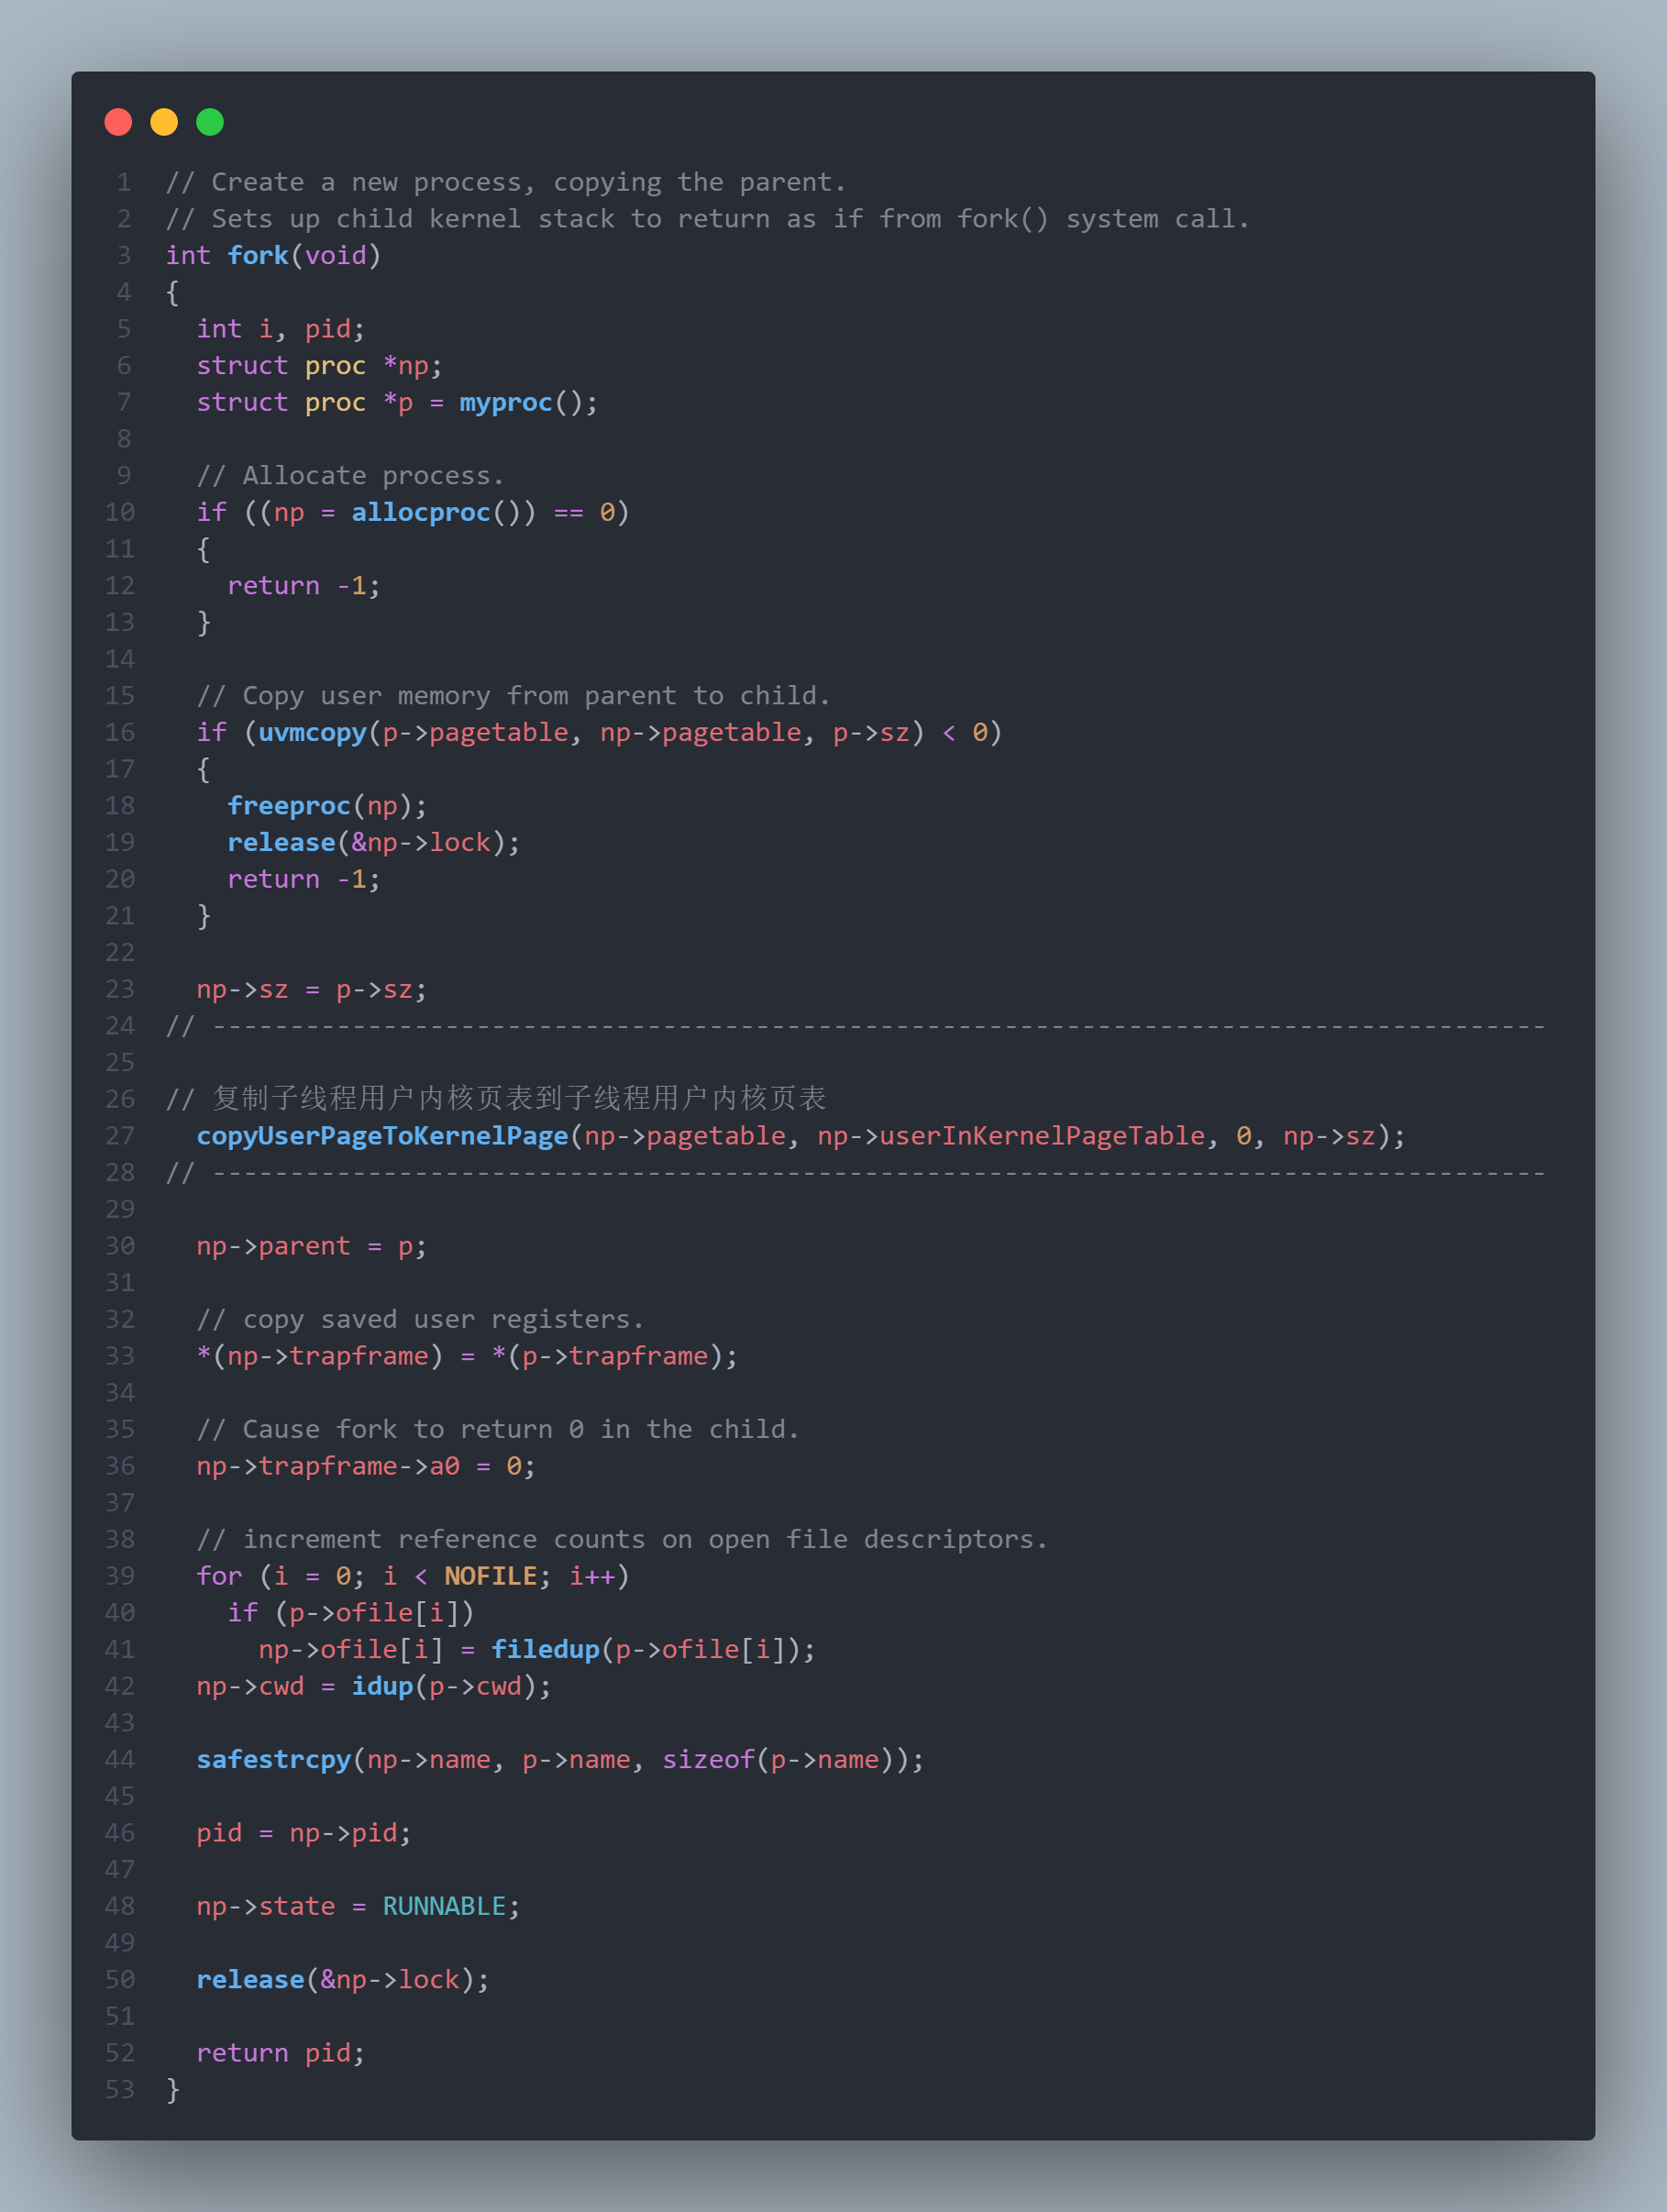 1 // Create a new process, copying the parent.
2 // Sets up child kernel stack to return as if from fork() system call.
3 int fork(void)
4 {
5   int i, pid;
6   struct proc *np;
7   struct proc *p = myproc();
8
9   // Allocate process.
10   if ((np = allocproc()) == 0)
11   {
12     return -1;
13   }
14
15   // Copy user memory from parent to child.
16   if (uvmcopy(p->pagetable, np->pagetable, p->sz) < 0)
17   {
18     freeproc(np);
19     release(&np->lock);
20     return -1;
21   }
22
23   np->sz = p->sz;
24 // --------------------------------------------------------------------------------------
25
26 // 复制子线程用户内核页表到子线程用户内核页表
27   copyUserPageToKernelPage(np->pagetable, np->userInKernelPageTable, 0, np->sz);
28 // --------------------------------------------------------------------------------------
29
30   np->parent = p;
31
32   // copy saved user registers.
33   *(np->trapframe) = *(p->trapframe);
34
35   // Cause fork to return 0 in the child.
36   np->trapframe->a0 = 0;
37
38   // increment reference counts on open file descriptors.
39   for (i = 0; i < NOFILE; i++)
40     if (p->ofile[i])
41       np->ofile[i] = filedup(p->ofile[i]);
42   np->cwd = idup(p->cwd);
43
44   safestrcpy(np->name, p->name, sizeof(p->name));
45
46   pid = np->pid;
47
48   np->state = RUNNABLE;
49
50   release(&np->lock);
51
52   return pid;
53 }